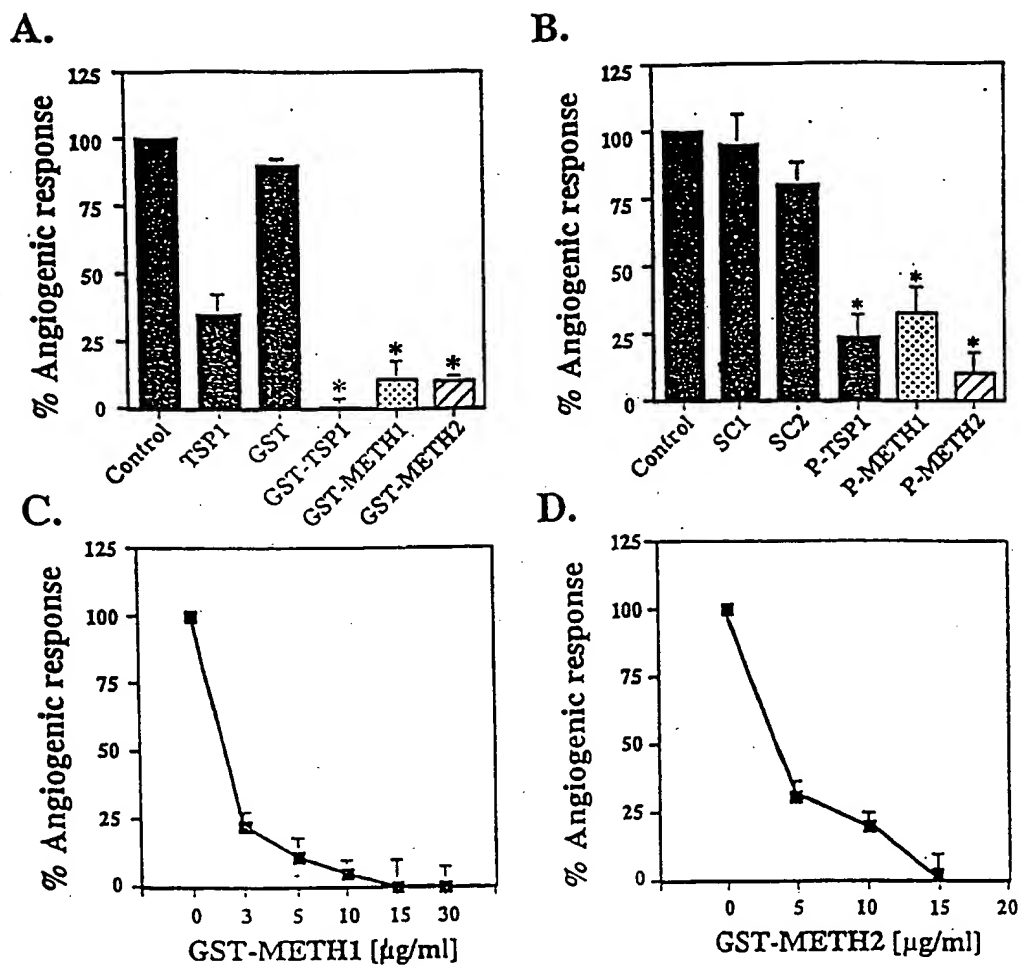 A.
% Angiogenic response
125
100
75
50
25
0
*
*
*
Control
TSP1
GST
GST-TSP1
GST-METH1
GST-METH2
B.
% Angiogenic response
125
100
75
50
25
0
*
*
*
Control
SC1
SC2
P-TSP1
P-METH1
P-METH2
C.
% Angiogenic response
125
100
75
50
25
0
0 3 5 10 15 30
GST-METH1 [µg/ml]
D.
% Angiogenic response
125
100
75
50
25
0
0 5 10 15 20
GST-METH2 [µg/ml]